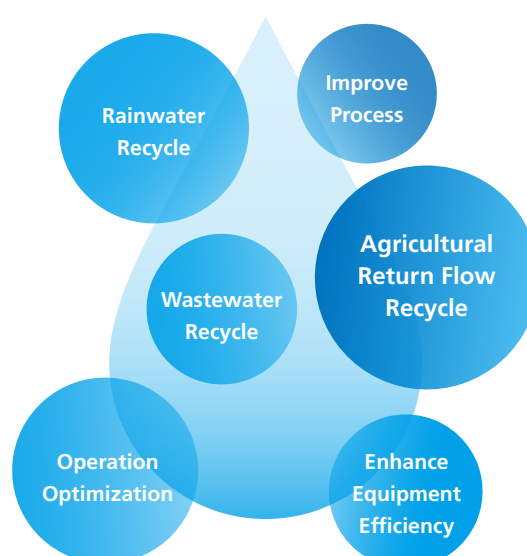 Rainwater
Recycle
Improve
Process
Agricultural
Return Flow
Recycle
Wastewater
Recycle
Operation
Optimization
Enhance
Equipment
Efficiency